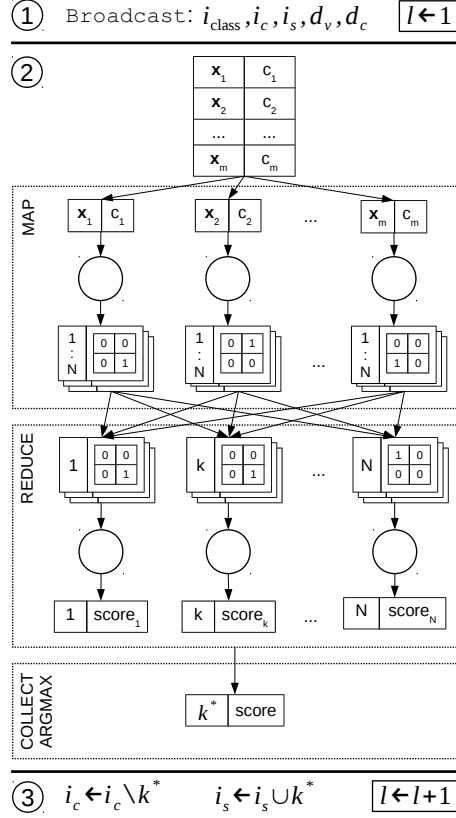 1 Broadcast: i_class, i_c, i_s, d_v, d_c l ← 1
2
x_1 c_1
x_2 c_2
... ...
x_m c_m
MAP
x_1 c_1 x_2 c_2 ... x_m c_m
1 : N 0 0 0 1 1 : N 0 1 0 0 ... 1 : N 0 0 1 0
REDUCE
1 0 0 0 1 k 0 0 0 1 ... N 1 0 0 0
1 score_1 k score_k ... N score_N
COLLECT
ARGMAX
k* score
3 i_c ← i_c \ k* i_s ← i_s ∪ k* l ← l+1